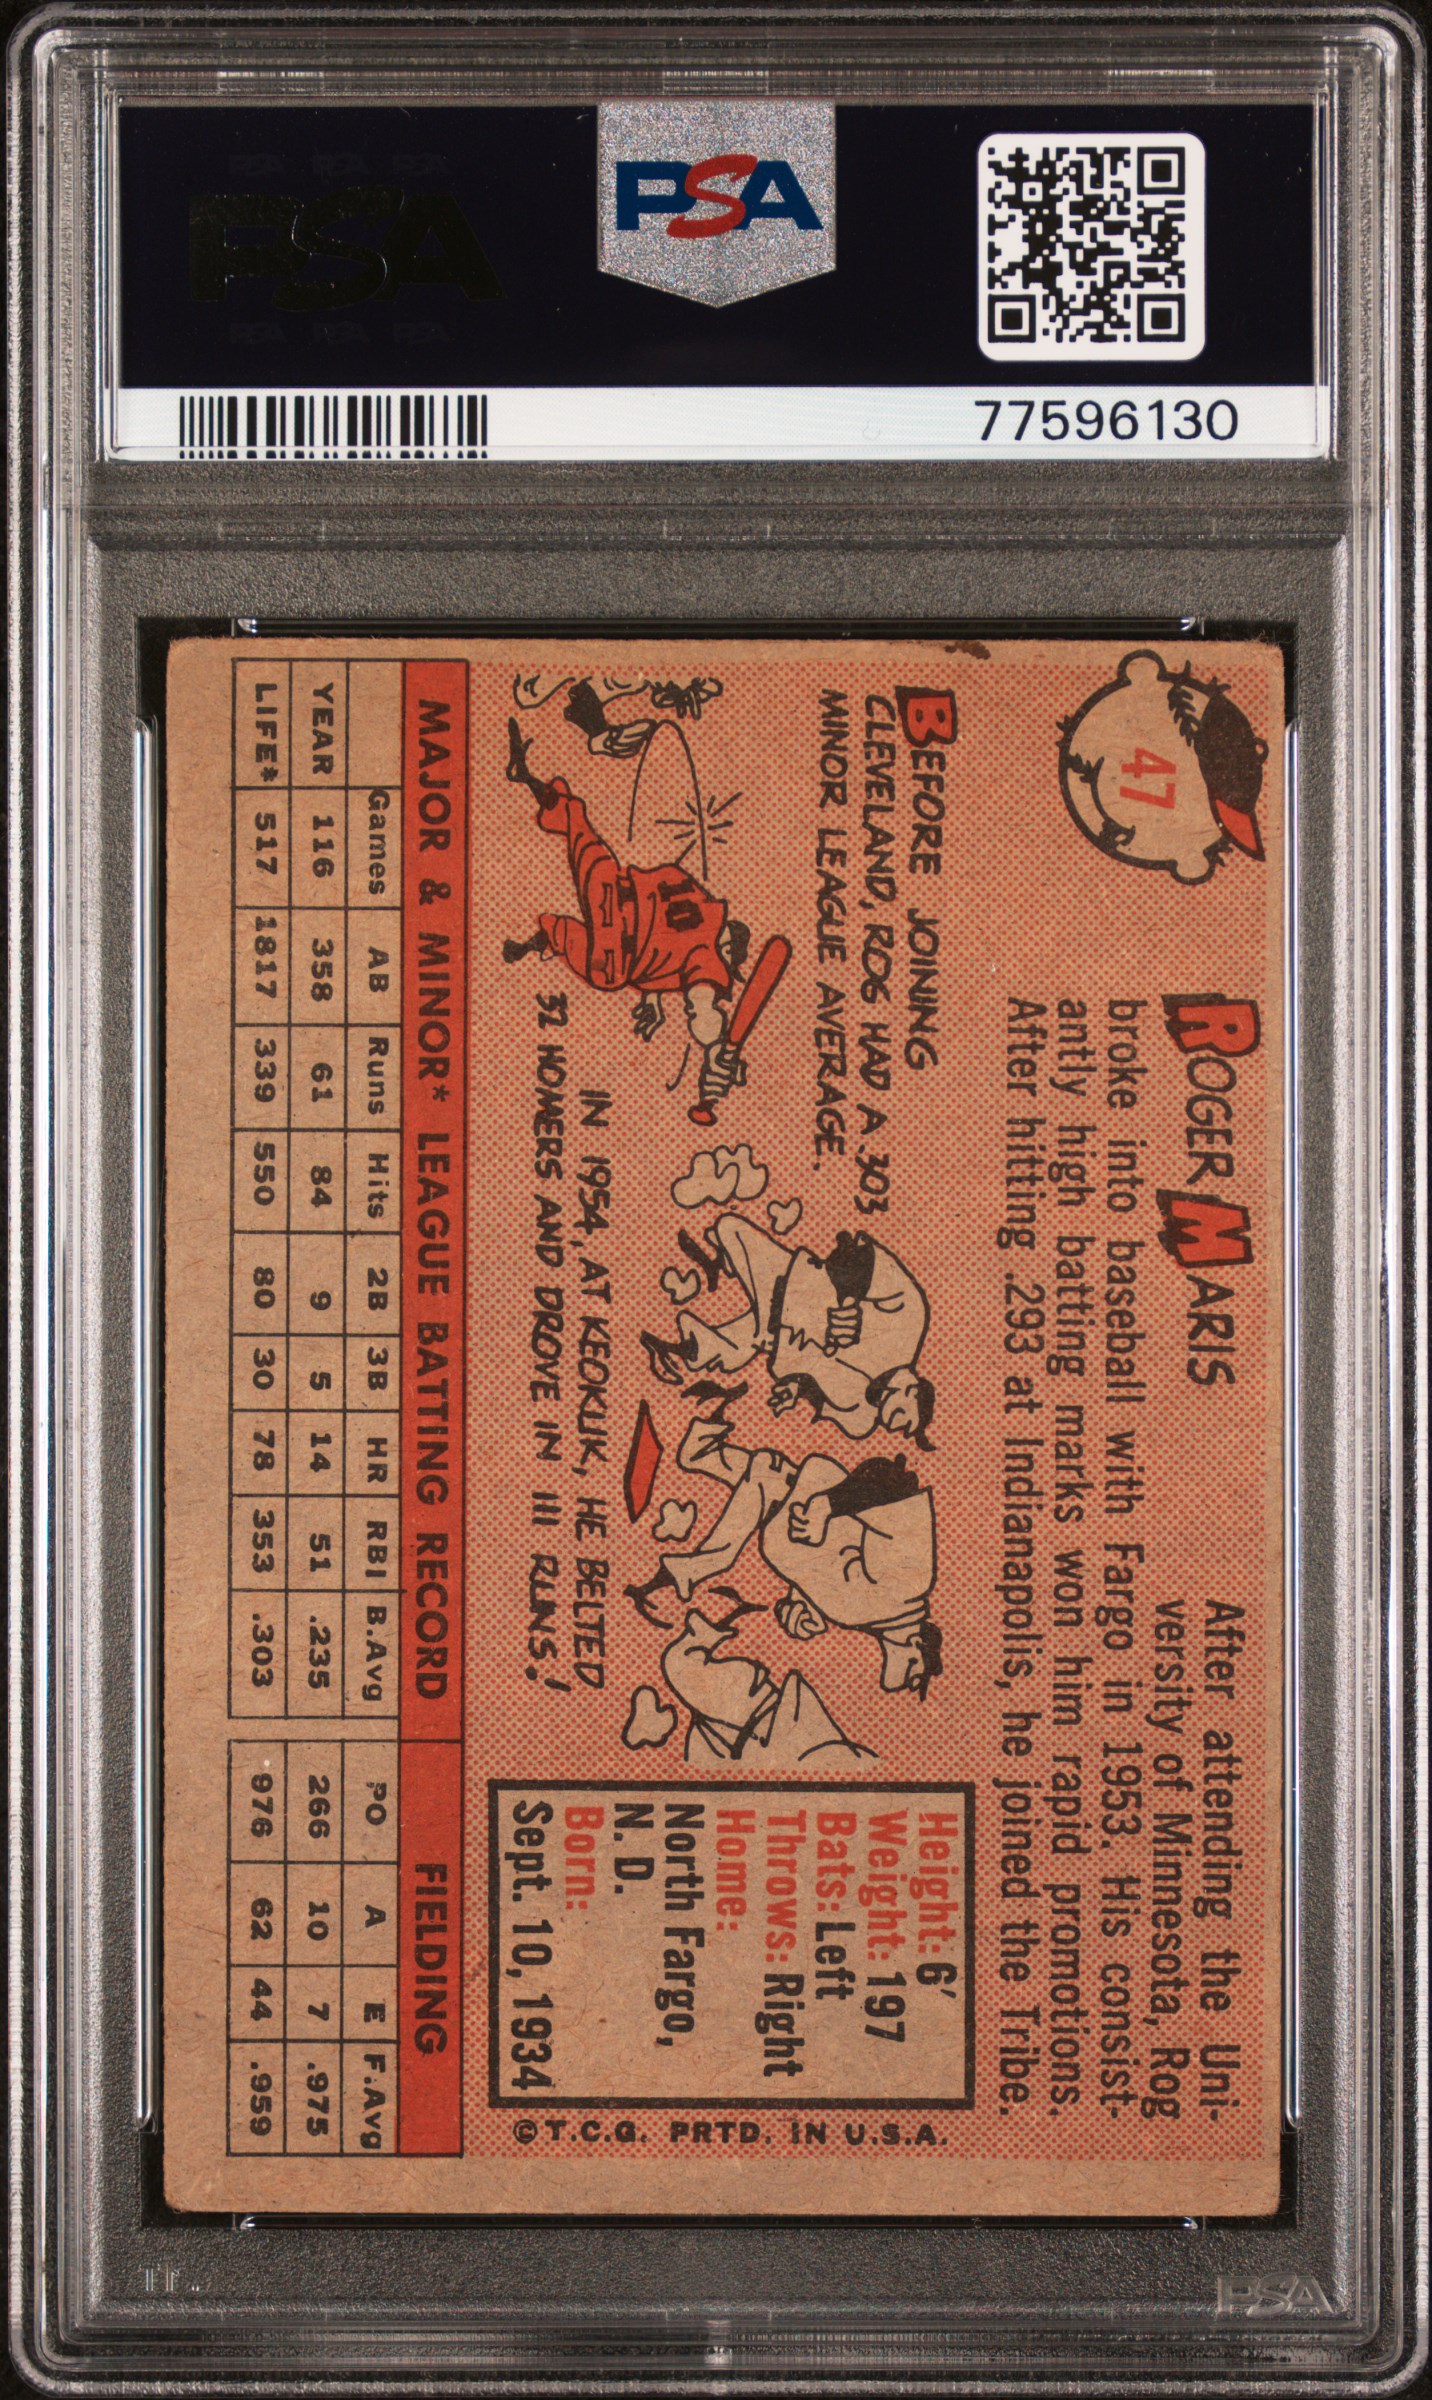 PSA
PSA PSA PSA
PSA
PSA PSA PSA
77596130
47
ROGER MARIS
After attending the Uni-
versity of Minnesota, Rog
broke into baseball with Fargo in 1953. His consist-
antly high batting marks won him rapid promotions.
After hitting .293 at Indianapolis, he joined the Tribe.
BEFORE JOINING
CLEVELAND, ROG HAD A .303
MINOR LEAGUE AVERAGE.
10
IN 1954, AT KEOKUK, HE BELTED
32 HOMERS AND DROVE IN 111 RUNS!
Height: 6'
Weight: 197
Bats: Left
Throws: Right
Home:
North Fargo,
N. D.
Born:
Sept. 10, 1934
© T.C.G. PRTD. IN U.S.A.
MAJOR & MINOR* LEAGUE BATTING RECORD FIELDING
Games AB Runs Hits 2B 3B HR RBI B.Avg PO A E F.Avg
YEAR 116 358 61 84 9 5 14 51 .235 266 10 7 .975
LIFE* 517 1817 339 550 80 30 78 353 .303 976 62 44 .959
PSA